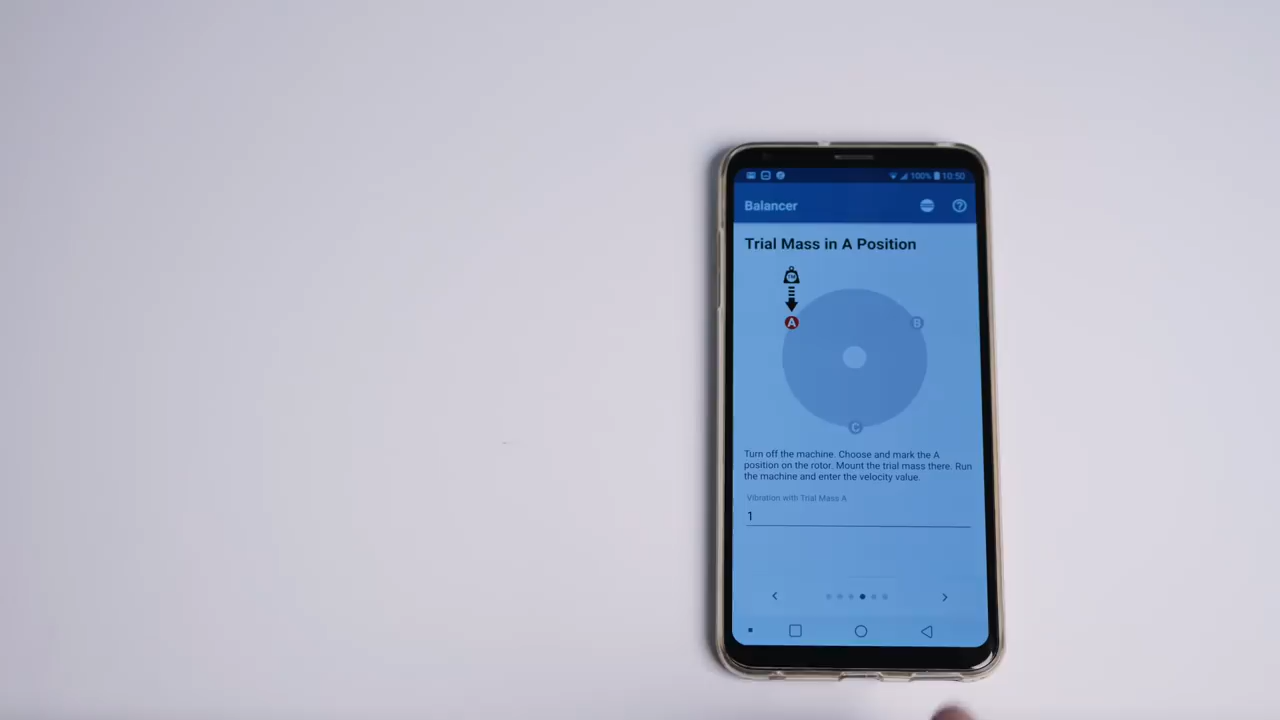 100% 10:50
Balancer
Trial Mass in A Position
TM
A
B
C
Turn off the machine. Choose and mark the A
position on the rotor. Mount the trial mass there. Run
the machine and enter the velocity value.
Vibration with Trial Mass A
1